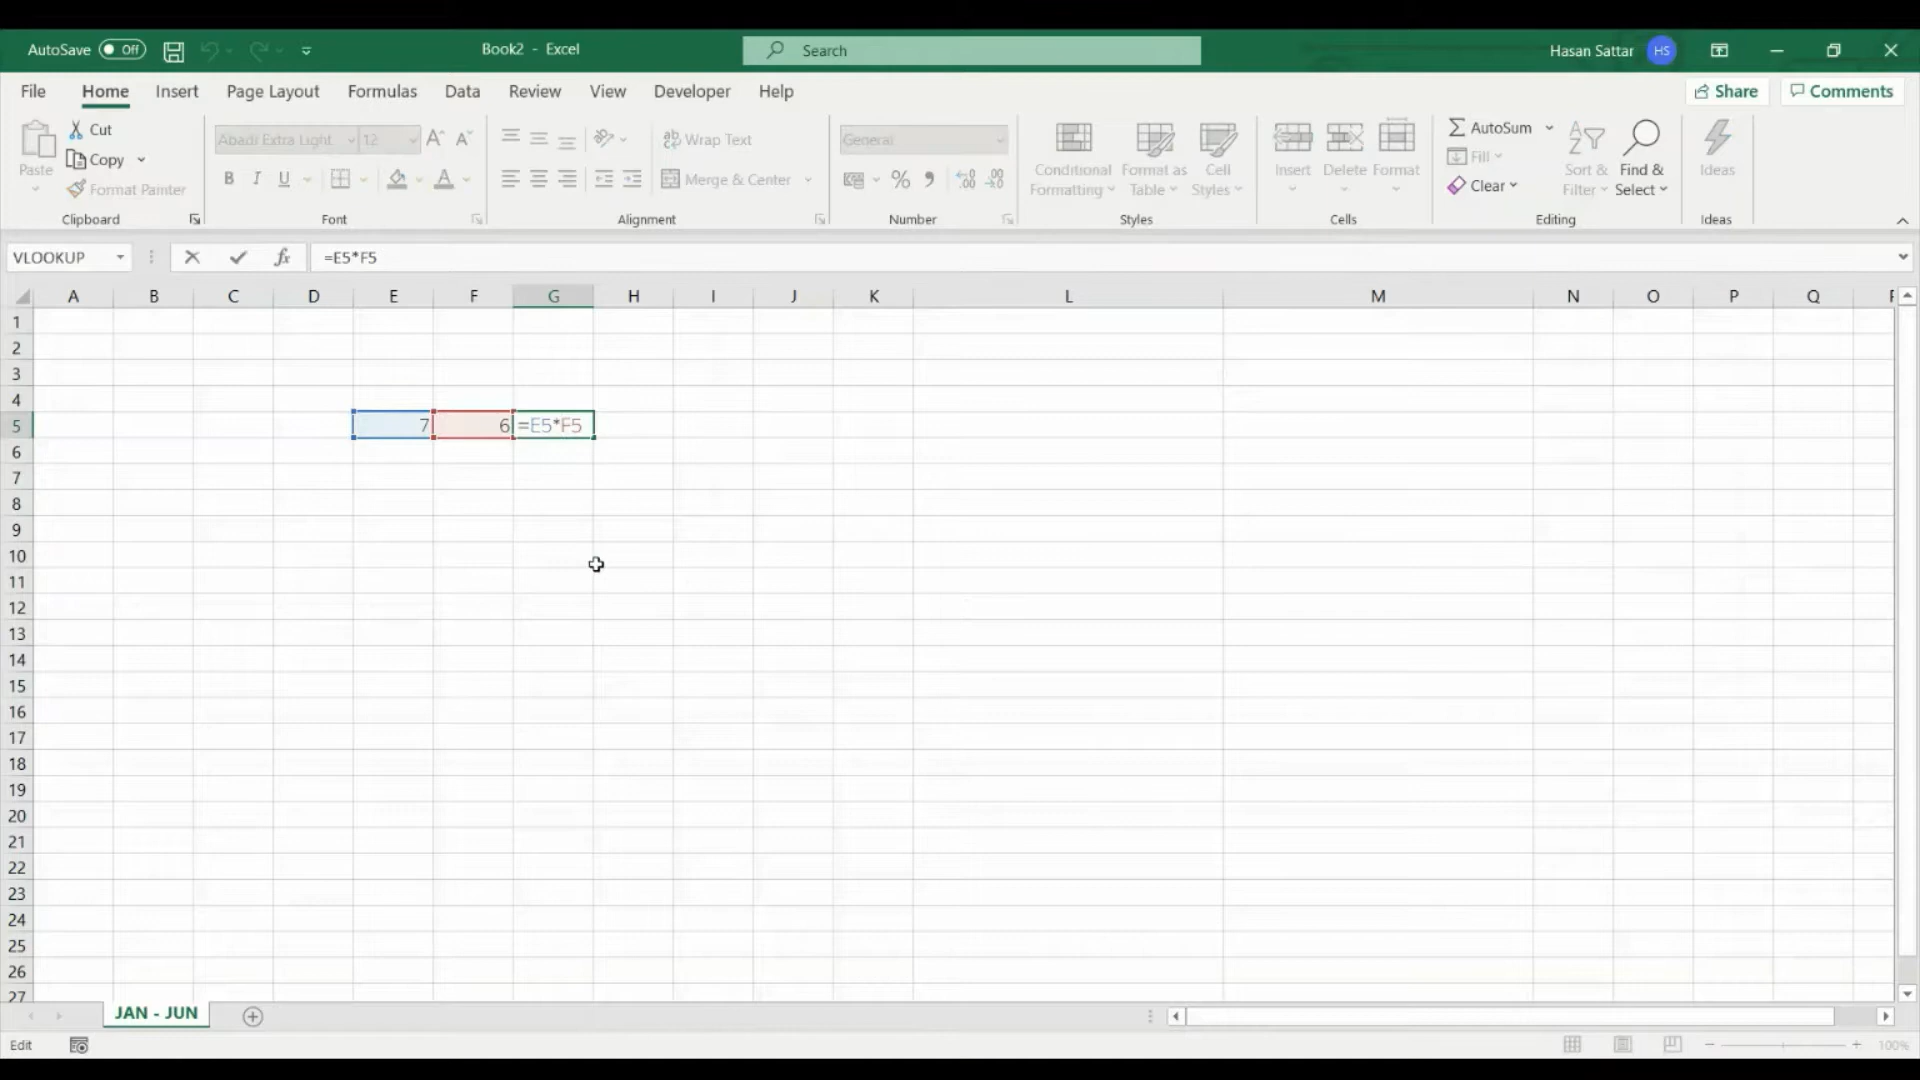 AutoSave Off
Book2 - Excel
Search
Hasan Sattar HS
File Home Insert Page Layout Formulas Data Review View Developer Help
Share Comments
Paste
Cut
Copy
Format Painter
Clipboard
Abadi Extra Light 12
B I U
Font
Wrap Text
Merge & Center
Alignment
General
Number
Conditional Formatting
Format as Table
Cell Styles
Styles
Insert Delete Format
Cells
AutoSum
Fill
Clear
Sort & Filter
Find & Select
Editing
Ideas
Ideas
VLOOKUP
fx
=E5*F5
A B C D E F G H I J K L M N O P Q
1
2
3
4
5 7 6 =E5*F5
6
7
8
9
10
11
12
13
14
15
16
17
18
19
20
21
22
23
24
25
26
27
JAN - JUN
Edit
100%